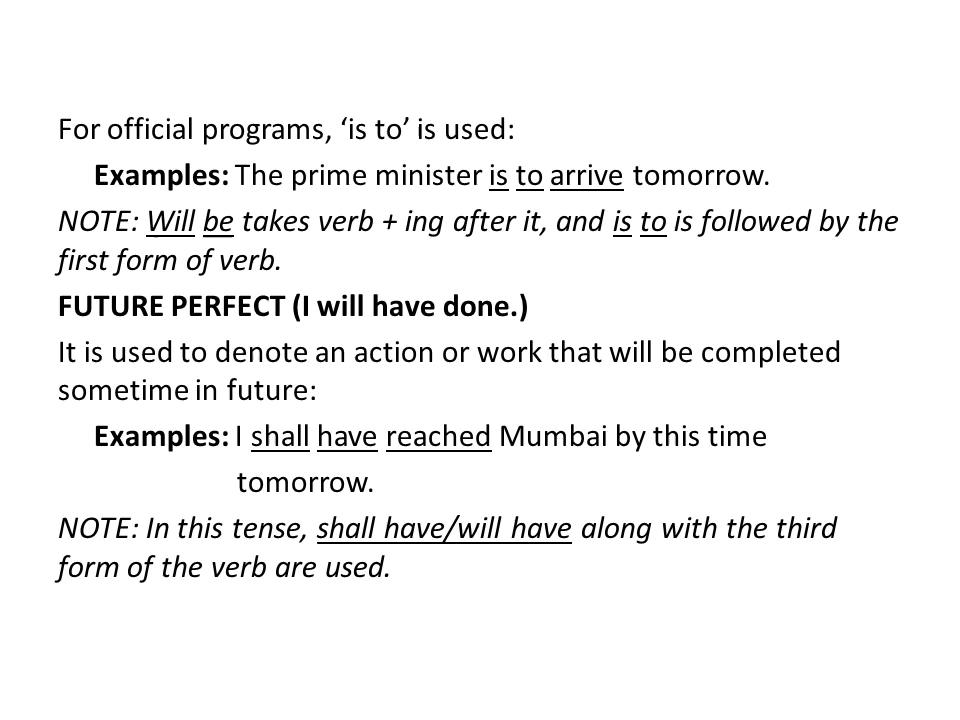 For official programs, ‘is to’ is used:
Examples: The prime minister is to arrive tomorrow.
NOTE: Will be takes verb + ing after it, and is to is followed by the
first form of verb.
FUTURE PERFECT (I will have done.)
It is used to denote an action or work that will be completed
sometime in future:
Examples: I shall have reached Mumbai by this time
tomorrow.
NOTE: In this tense, shall have/will have along with the third
form of the verb are used.